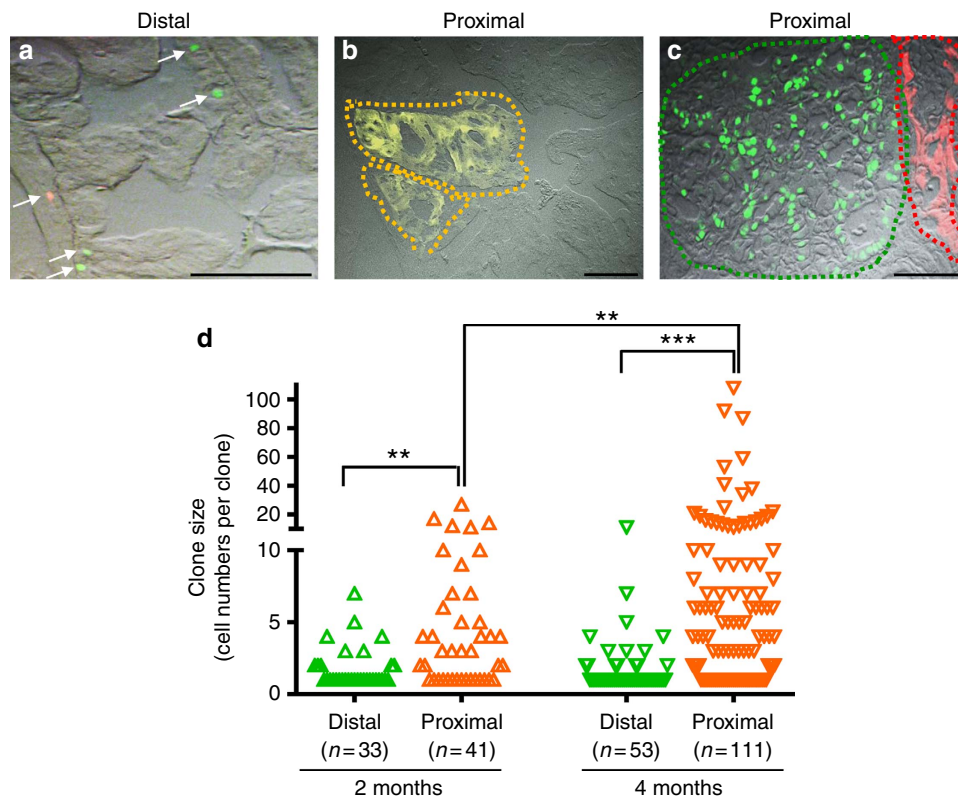 Distal
Proximal
Proximal
a
b
c
d
**
***
**
Clone size
(cell numbers per clone)
100
80
60
40
20
10
5
0
Distal
(n=33)
Proximal
(n=41)
Distal
(n=53)
Proximal
(n=111)
2 months
4 months